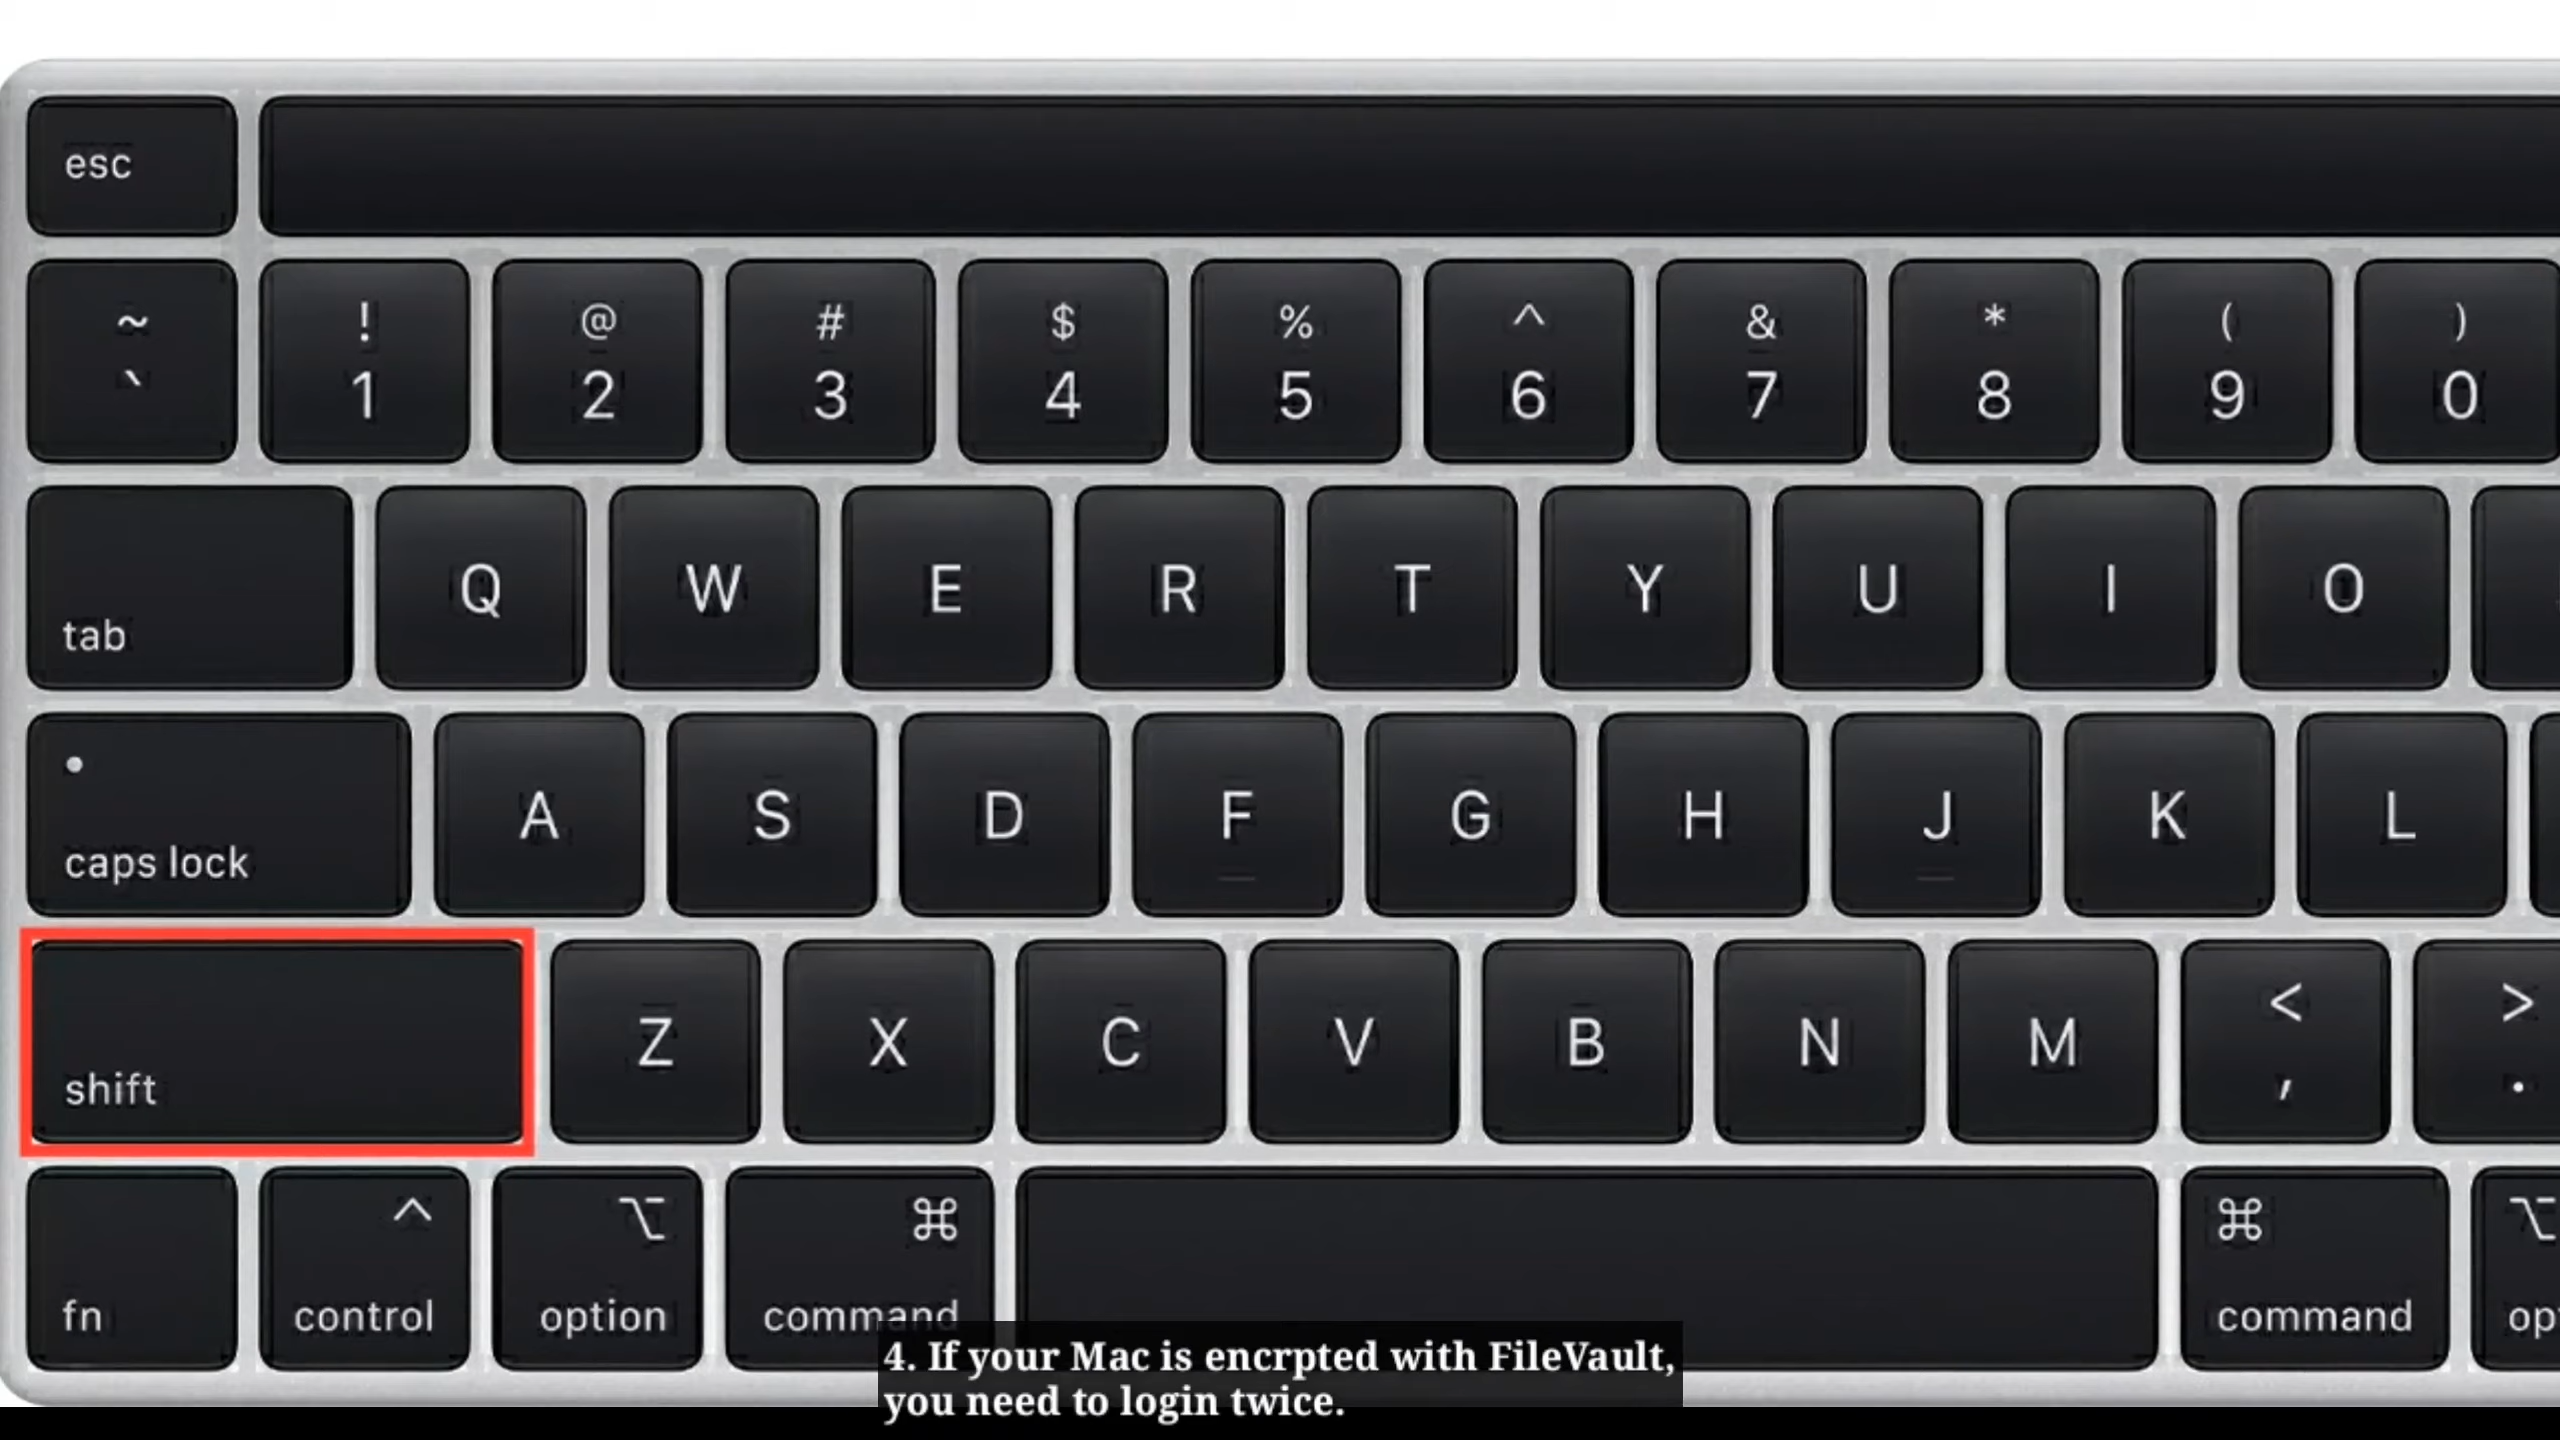 esc
~ ! @ # $ % ^ & * ( )
` 1 2 3 4 5 6 7 8 9 0
tab Q W E R T Y U I O
caps lock A S D F G H J K L
shift Z X C V B N M < , > .
^ ⌥ ⌘ ⌘ ⌥
fn control option command command op
4. If your Mac is encrpted with FileVault,
you need to login twice.